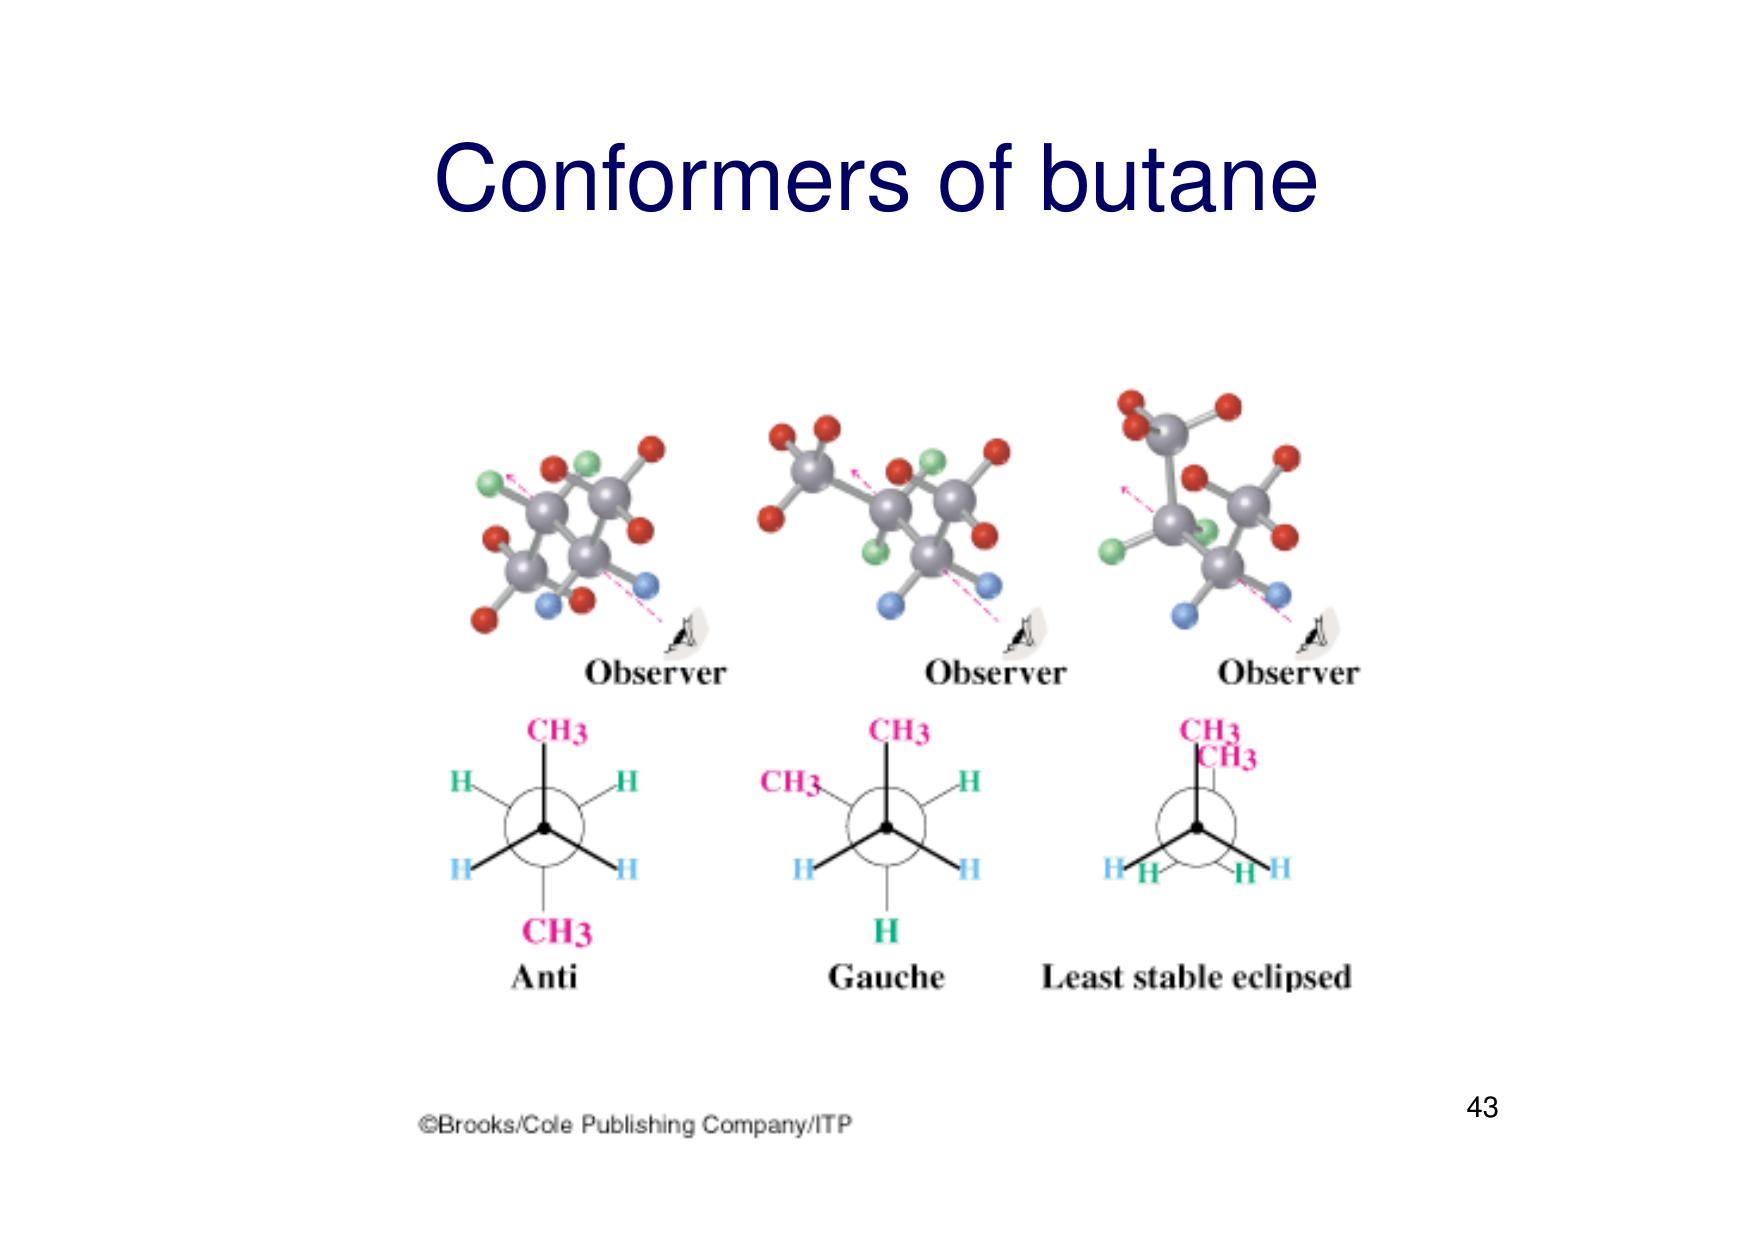 Conformers of butane
Observer Observer Observer
CH3 CH3 CH3
CH3
H H CH3 H
H H H H H H H H
CH3 H
Anti Gauche Least stable eclipsed
43
©Brooks/Cole Publishing Company/ITP